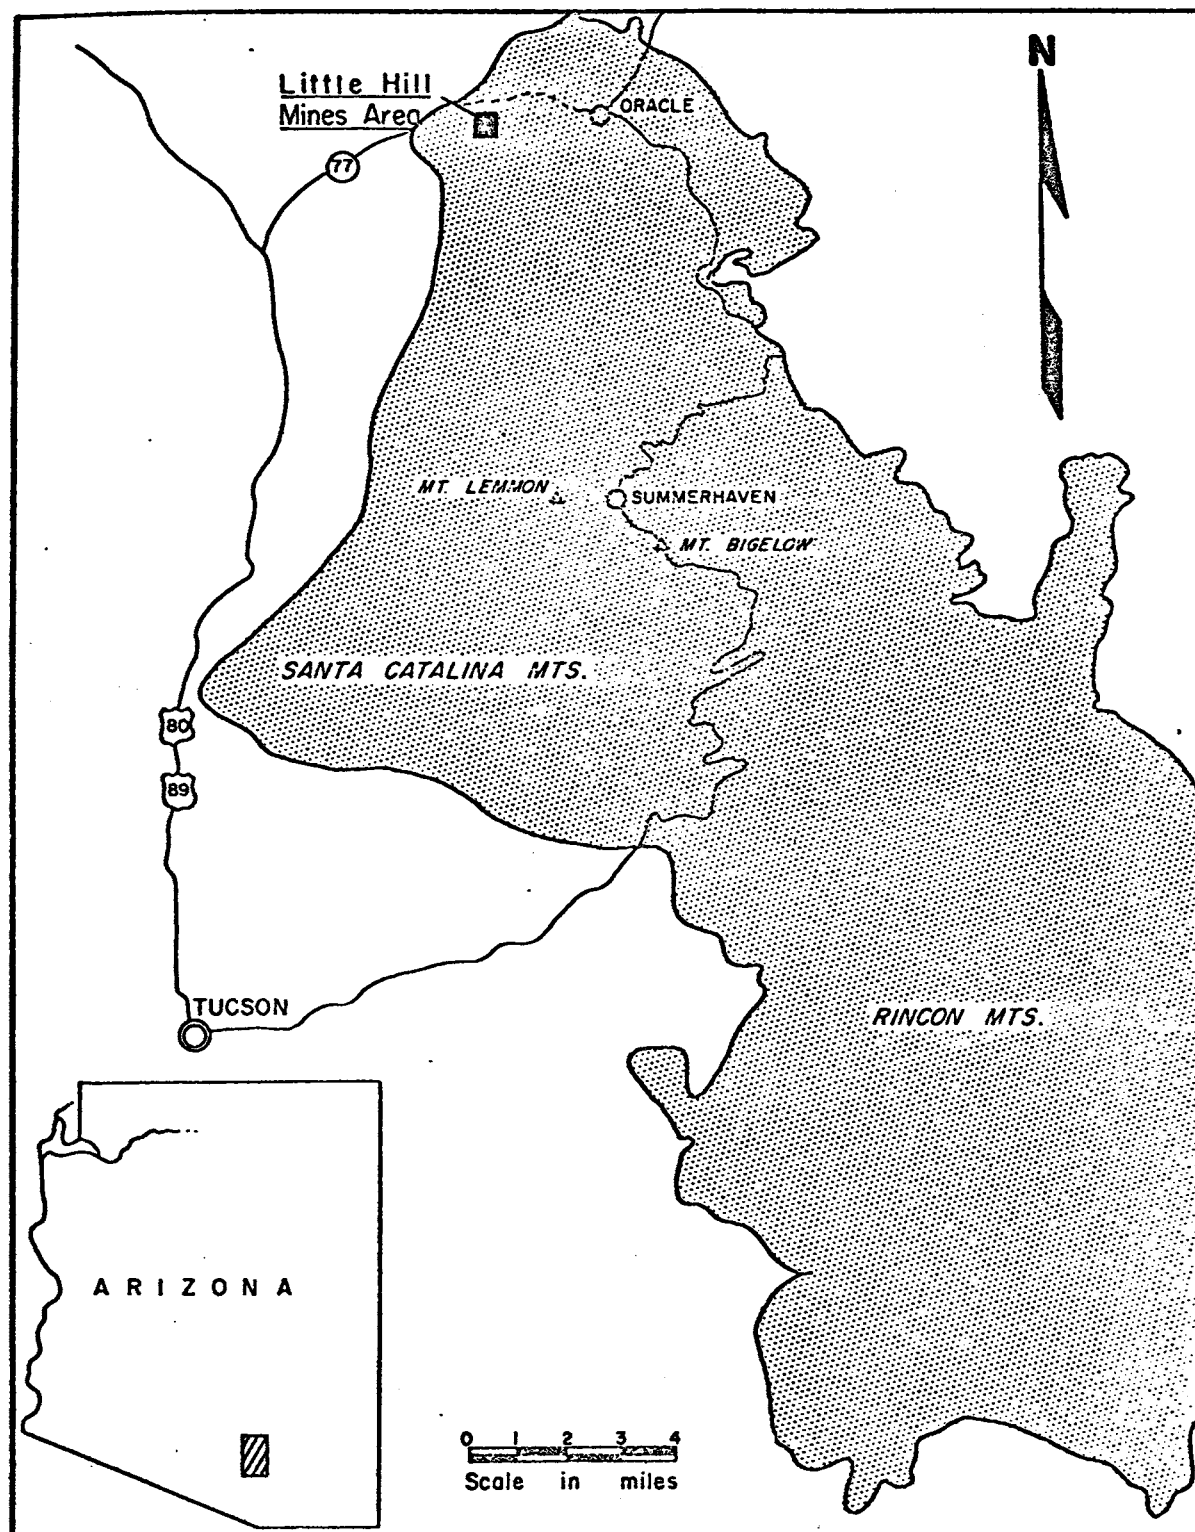 N
Little Hill
Mines Area
ORACLE
77
MT. LEMMON
SUMMERHAVEN
MT. BIGELOW
SANTA CATALINA MTS.
80
89
TUCSON
RINCON MTS.
ARIZONA
0 1 2 3 4
Scale in miles